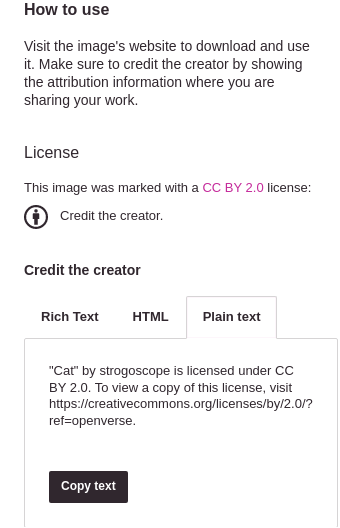 How to use
Visit the image's website to download and use
it. Make sure to credit the creator by showing
the attribution information where you are
sharing your work.
License
This image was marked with a CC BY 2.0 license:
Credit the creator.
Credit the creator
Rich Text HTML Plain text
"Cat" by strogoscope is licensed under CC
BY 2.0. To view a copy of this license, visit
https://creativecommons.org/licenses/by/2.0/?
ref=openverse.
Copy text